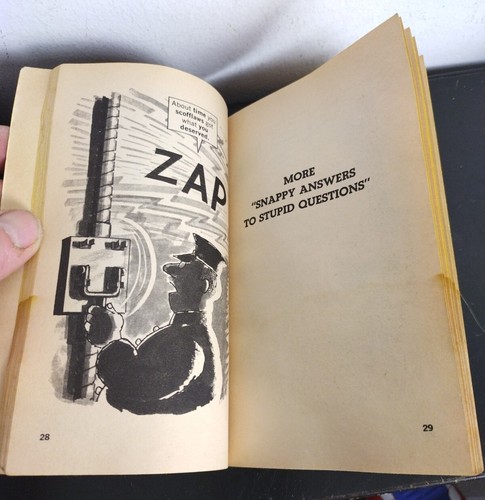 About time you
scofflaws got
what you
deserved.
ZAP
28
MORE
"SNAPPY ANSWERS
TO STUPID QUESTIONS"
29